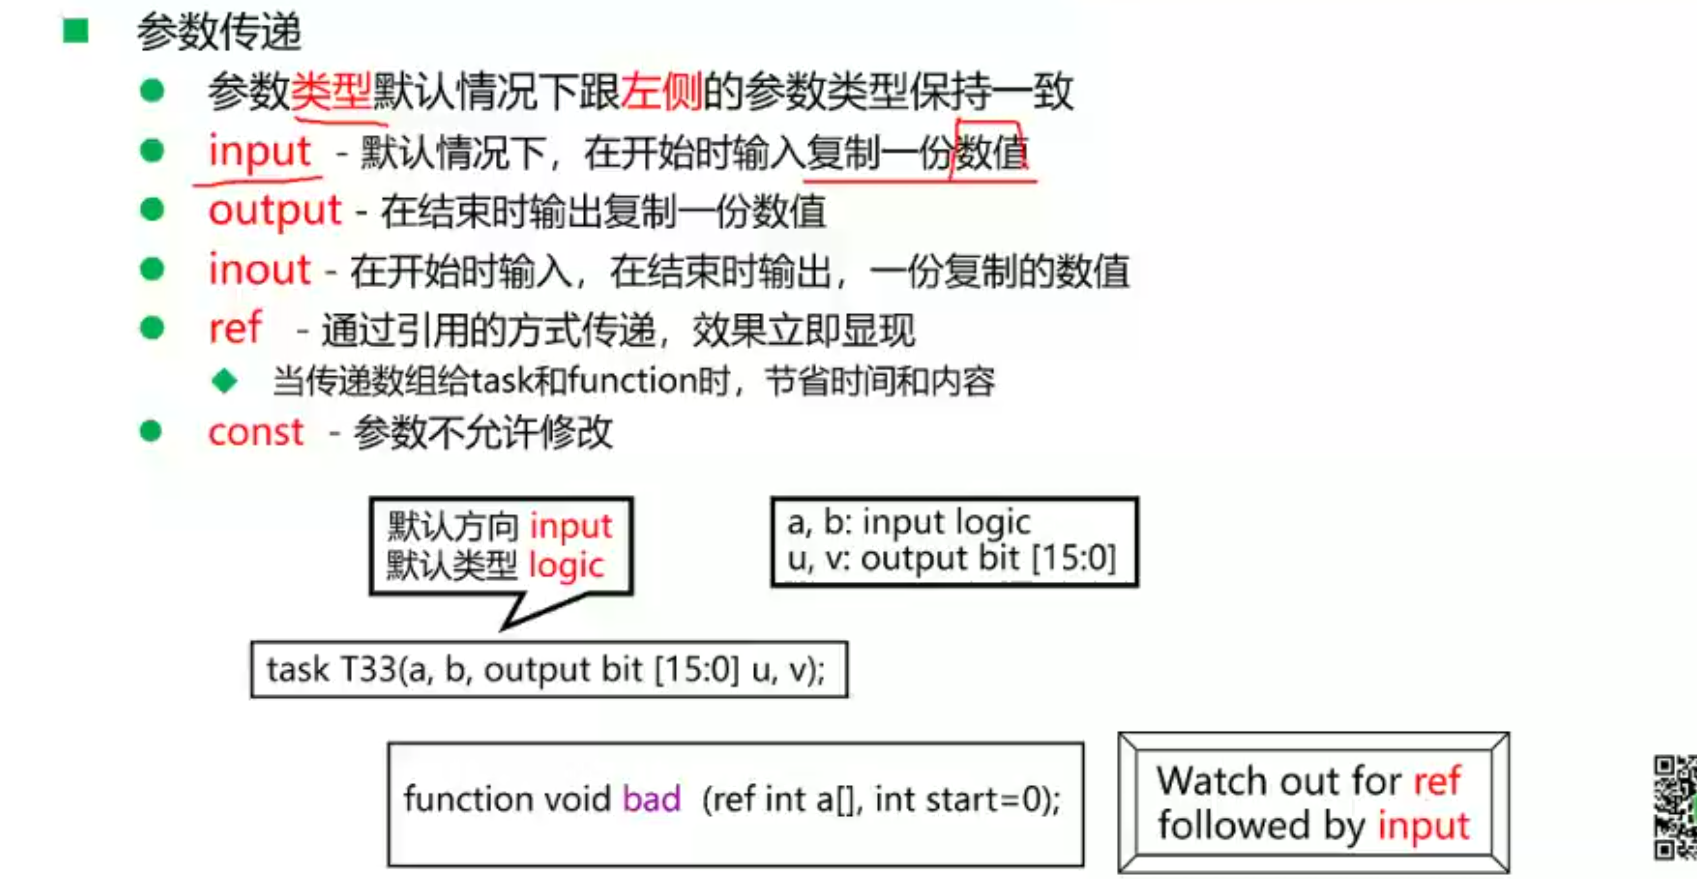 参数传递
参数类型默认情况下跟左侧的参数类型保持一致
input - 默认情况下，在开始时输入复制一份数值
output - 在结束时输出复制一份数值
inout - 在开始时输入，在结束时输出，一份复制的数值
ref - 通过引用的方式传递，效果立即显现
当传递数组给task和function时，节省时间和内容
const - 参数不允许修改
默认方向 input
默认类型 logic
a, b: input logic
u, v: output bit [15:0]
task T33(a, b, output bit [15:0] u, v);
function void bad (ref int a[], int start=0);
Watch out for ref
followed by input